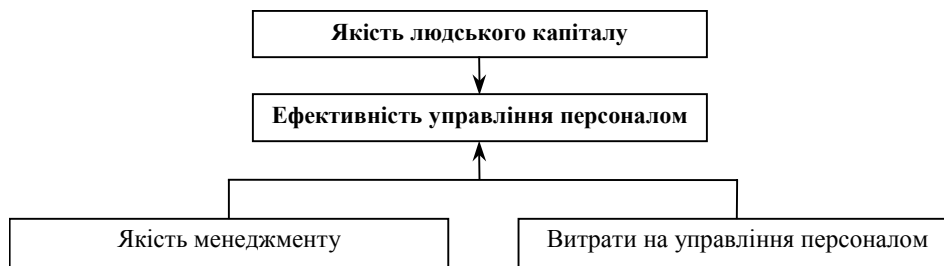 Якість людського капіталу
Ефективність управління персоналом
Якість менеджменту
Витрати на управління персоналом